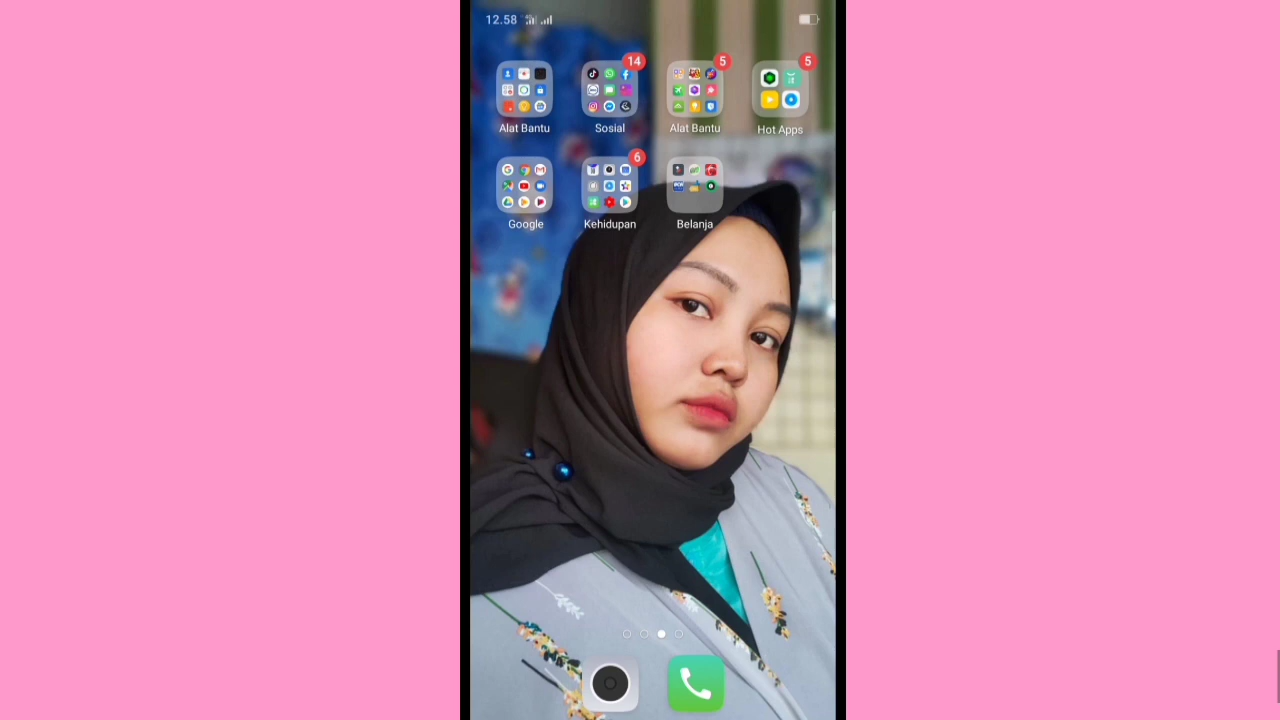 12.58
14
5
5
Alat Bantu
Sosial
Alat Bantu
Hot Apps
6
Google
Kehidupan
Belanja